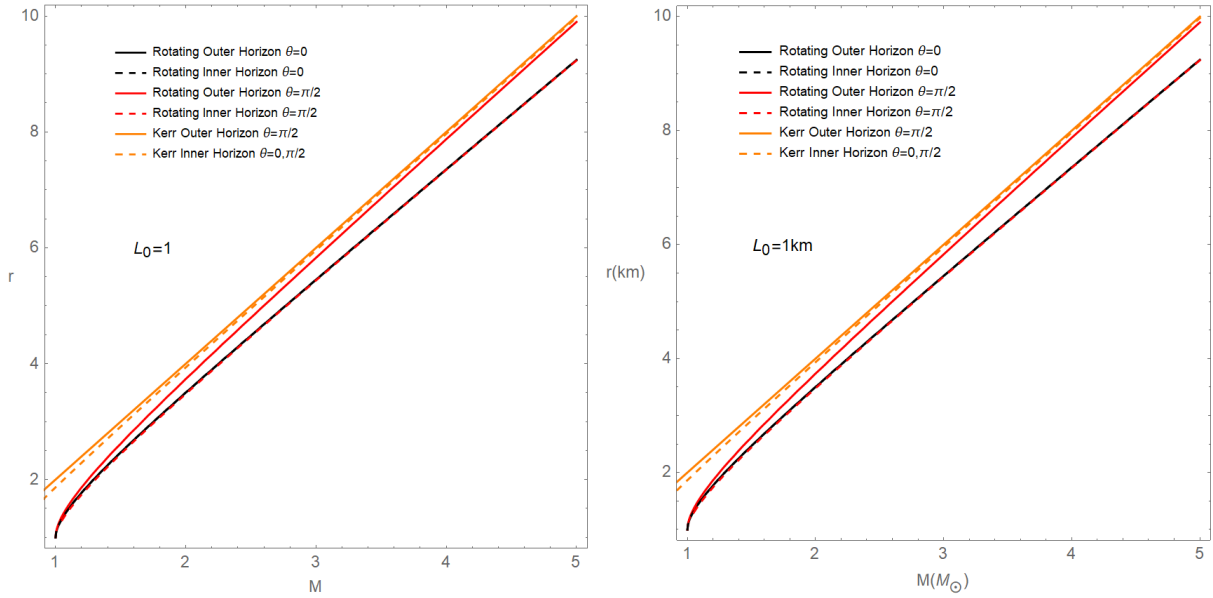 10
8
6
4
2
r
Rotating Outer Horizon θ=0
Rotating Inner Horizon θ=0
Rotating Outer Horizon θ=π/2
Rotating Inner Horizon θ=π/2
Kerr Outer Horizon θ=π/2
Kerr Inner Horizon θ=0,π/2
L₀=1
1 2 3 4 5
M
10
8
6
4
2
r(km)
Rotating Outer Horizon θ=0
Rotating Inner Horizon θ=0
Rotating Outer Horizon θ=π/2
Rotating Inner Horizon θ=π/2
Kerr Outer Horizon θ=π/2
Kerr Inner Horizon θ=0,π/2
L₀=1km
1 2 3 4 5
M(M☉)